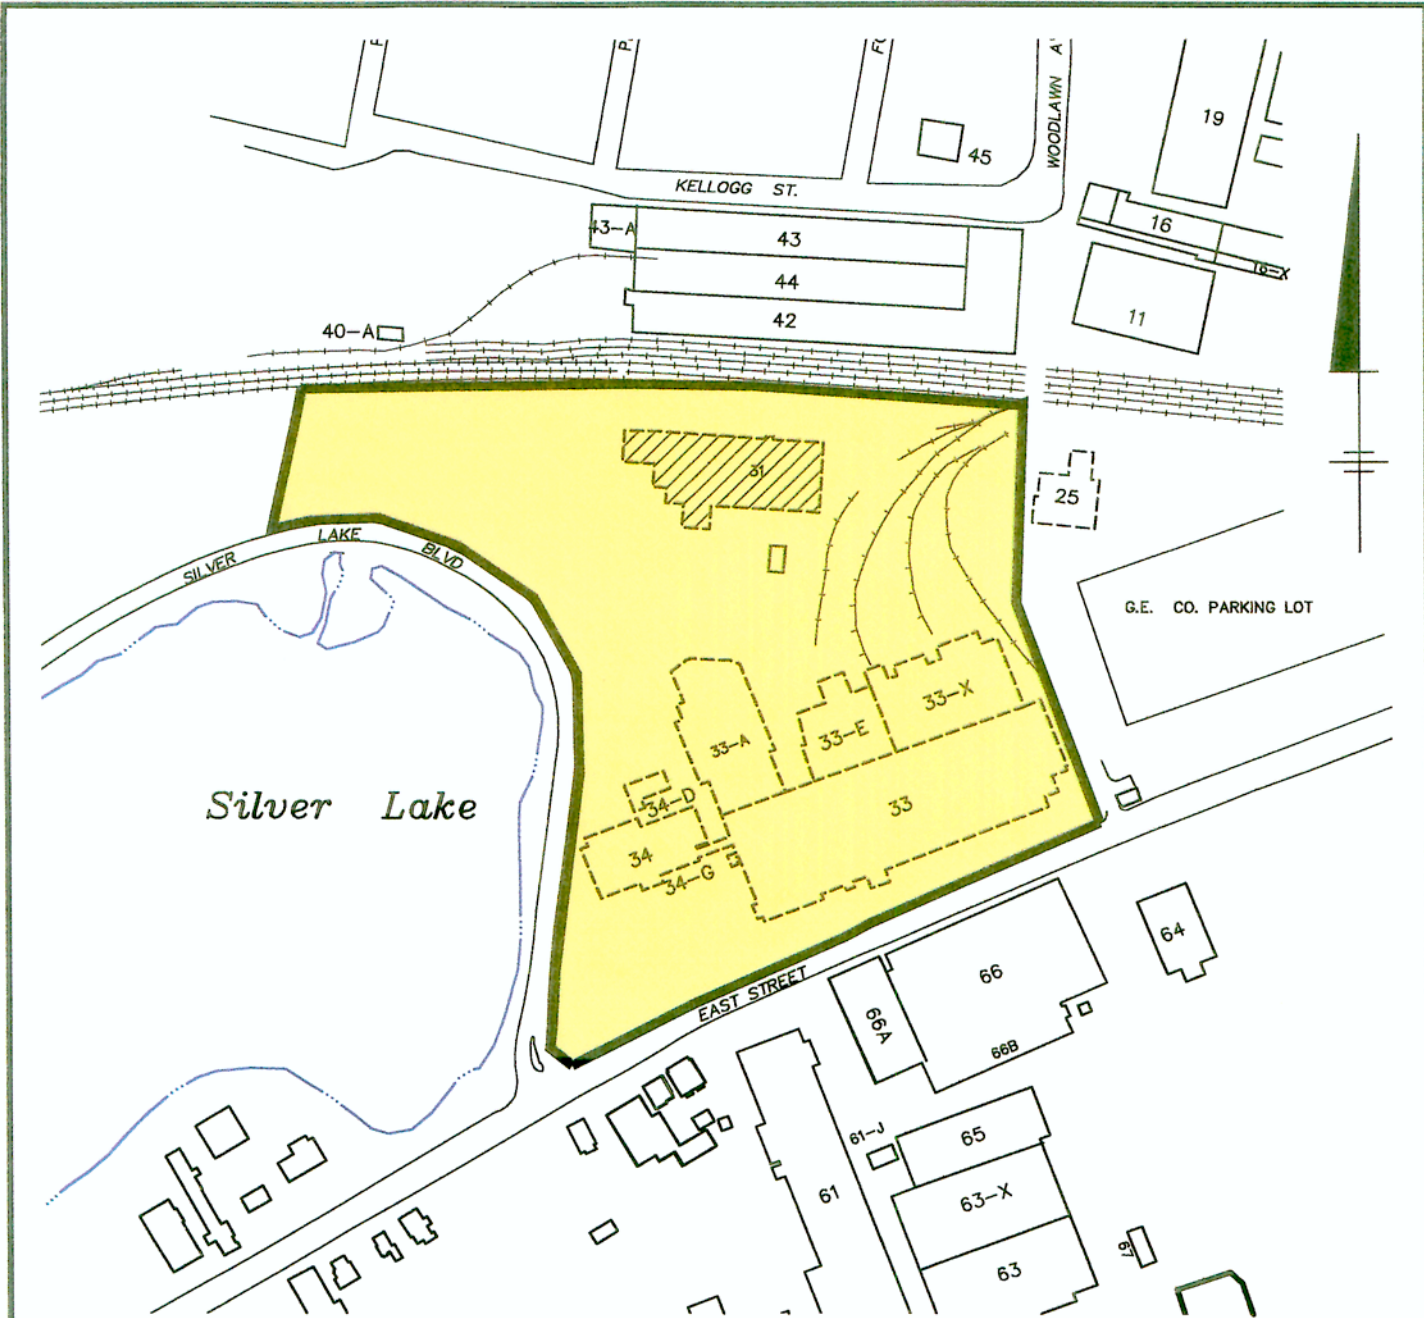 WOODLAWN A
19
45
KELLOGG ST.
16
43-A
43
16-X
44
42
11
40-A
31
25
SILVER LAKE BLVD
G.E. CO. PARKING LOT
33-X
33-E
33-A
Silver Lake
34-D
33
34
34-G
64
66
EAST STREET
66A
66B
61-J
65
61
63-X
67
63